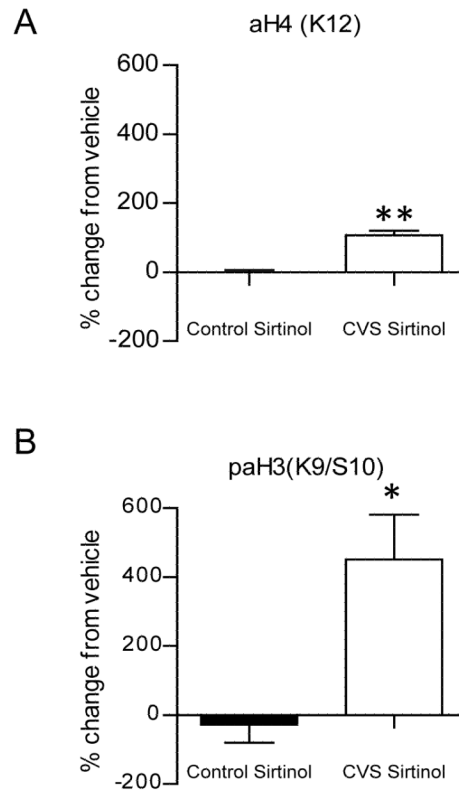 A
aH4 (K12)
% change from vehicle
600
400
200
0
-200
**
Control Sirtinol
CVS Sirtinol
B
paH3(K9/S10)
% change from vehicle
600
400
200
0
-200
*
Control Sirtinol
CVS Sirtinol